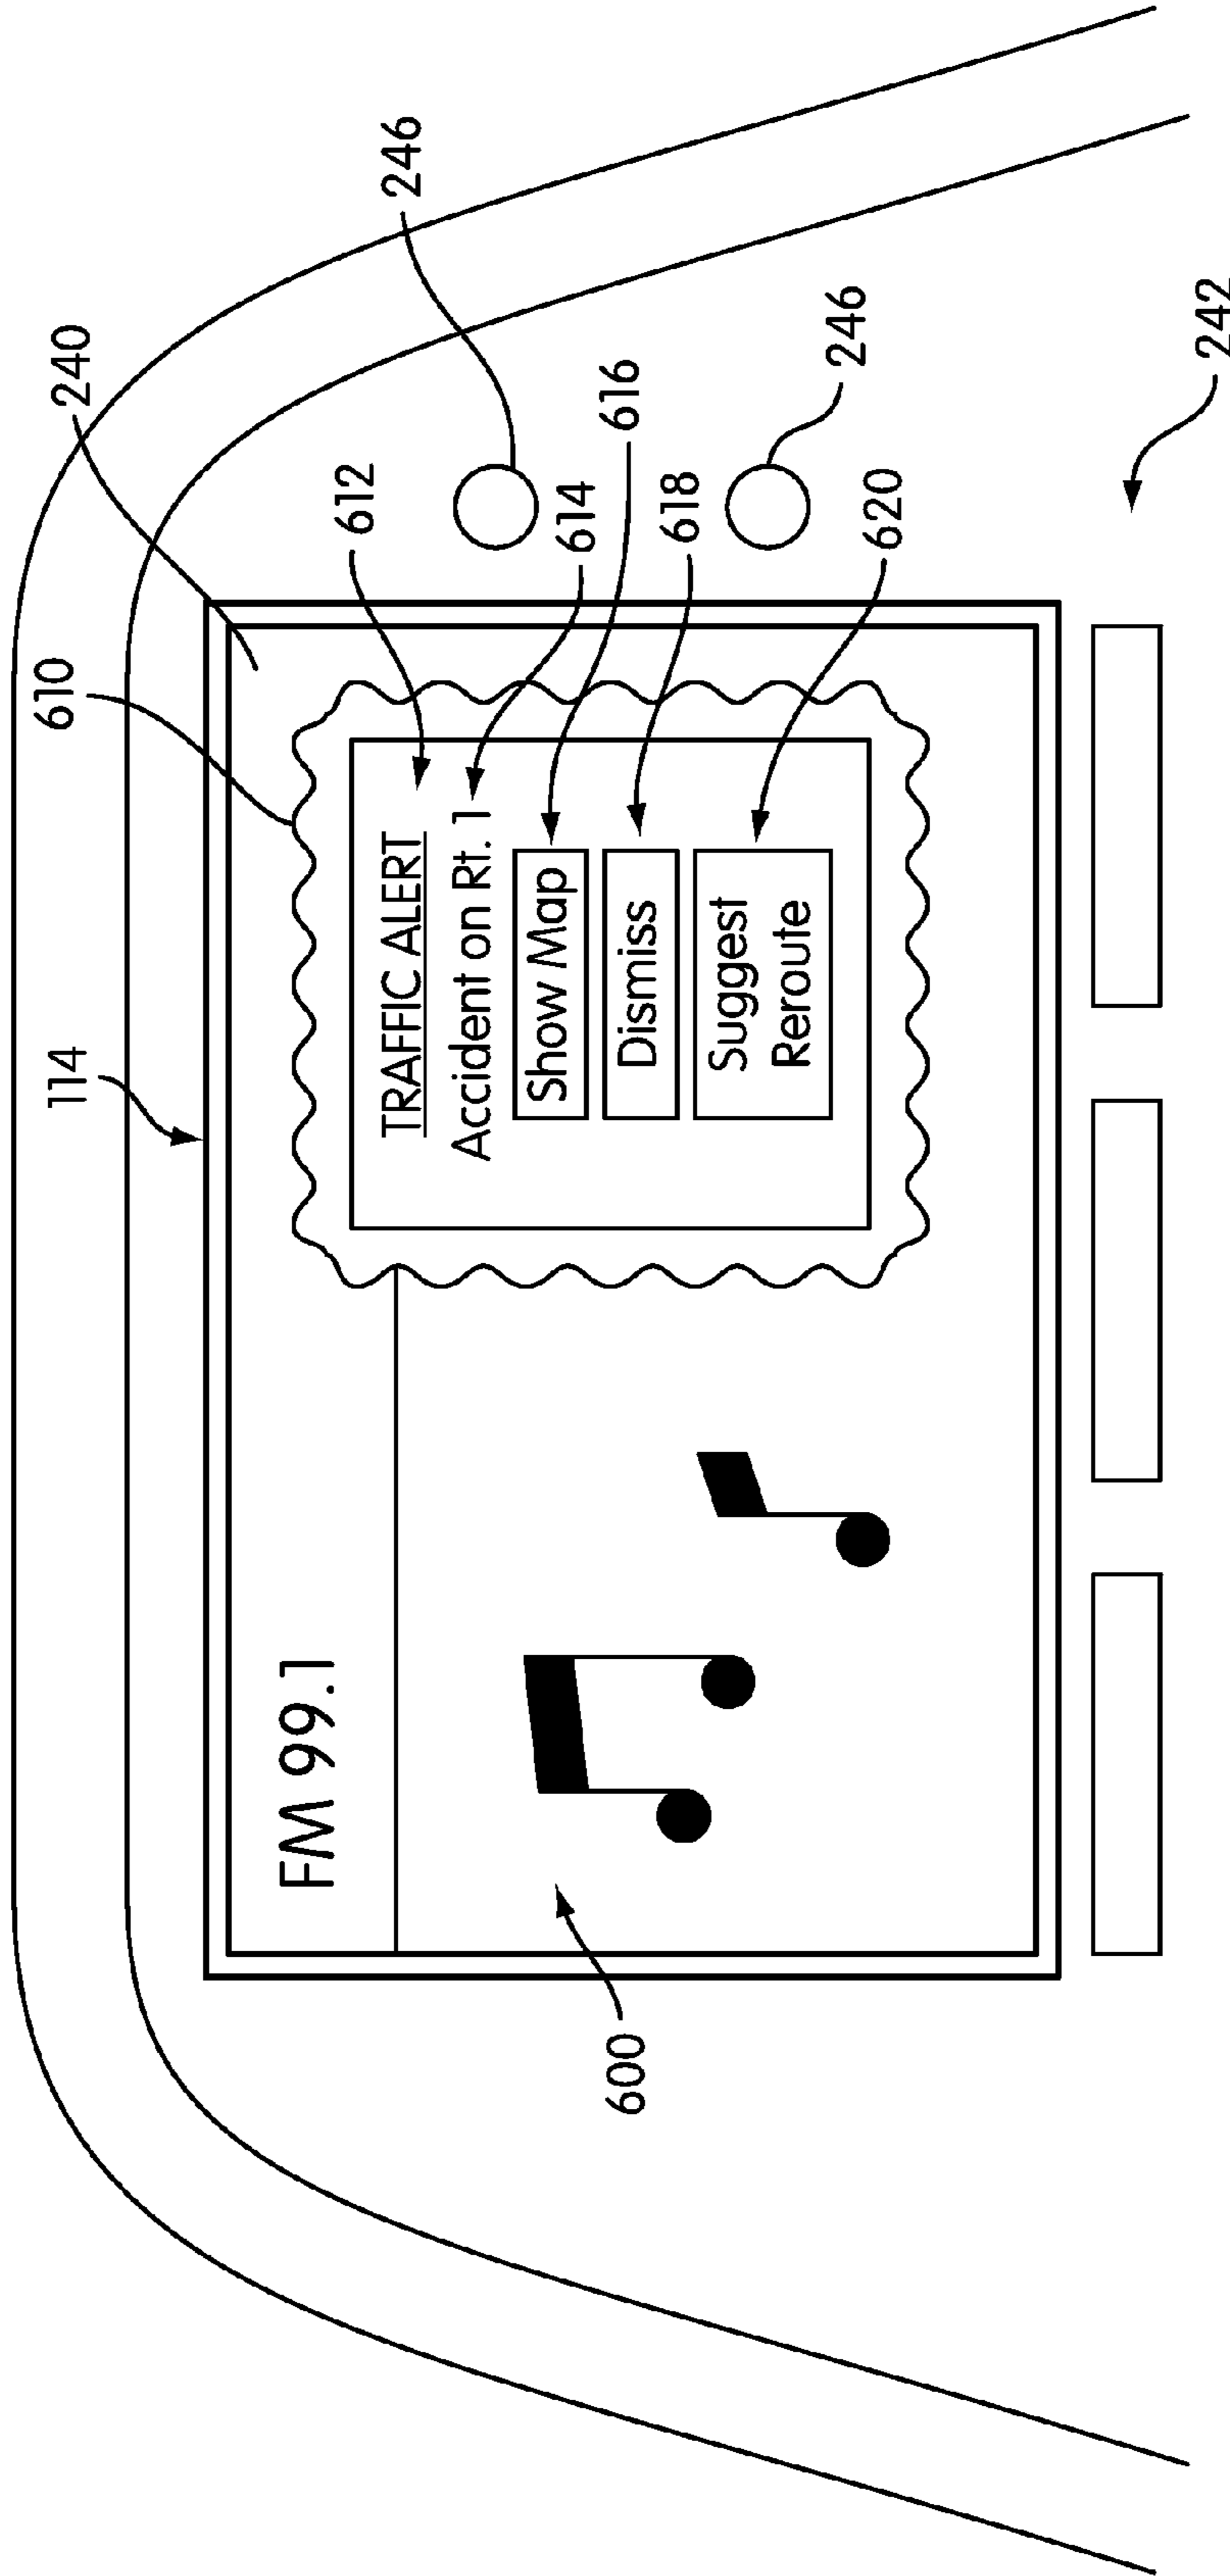 114
610
240
246
FM 99.1
612
TRAFFIC ALERT
Accident on Rt. 1
614
Show Map
616
Dismiss
618
246
Suggest
Reroute
620
600
242